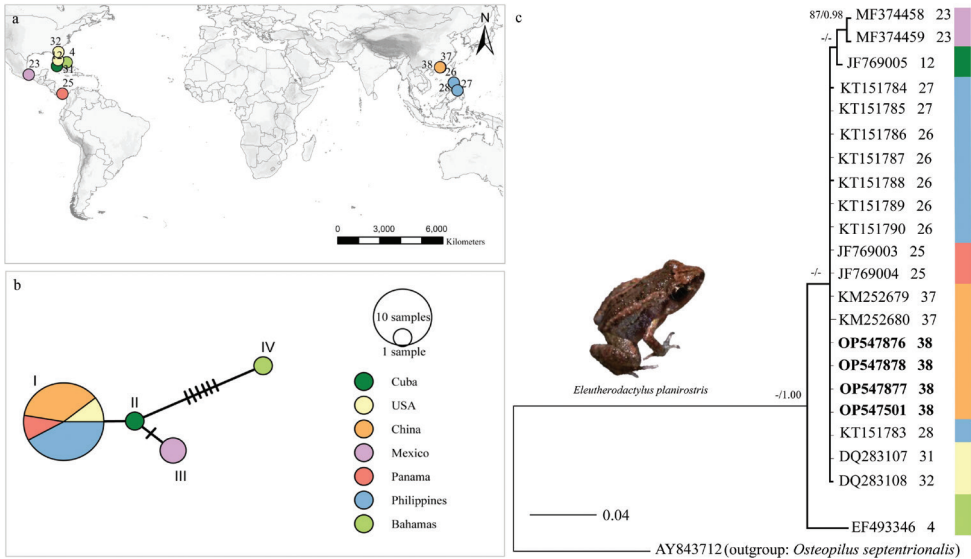 a
N
32
4
12
31
23
25
37
38
26
27
28
0 3,000 6,000
Kilometers
b
I
II
III
IV
10 samples
1 sample
Cuba
USA
China
Mexico
Panama
Philippines
Bahamas
c
87/0.98
-/-
-/-
-/1.00
MF374458 23
MF374459 23
JF769005 12
KT151784 27
KT151785 27
KT151786 26
KT151787 26
KT151788 26
KT151789 26
KT151790 26
JF769003 25
JF769004 25
KM252679 37
KM252680 37
OP547876 38
OP547878 38
OP547877 38
OP547501 38
KT151783 28
DQ283107 31
DQ283108 32
EF493346 4
AY843712 (outgroup: Osteopilus septentrionalis)
Eleutherodactylus planirostris
0.04